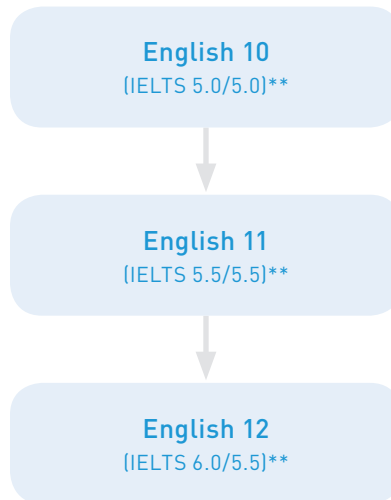 English 10
(IELTS 5.0/5.0)**
English 11
(IELTS 5.5/5.5)**
English 12
(IELTS 6.0/5.5)**